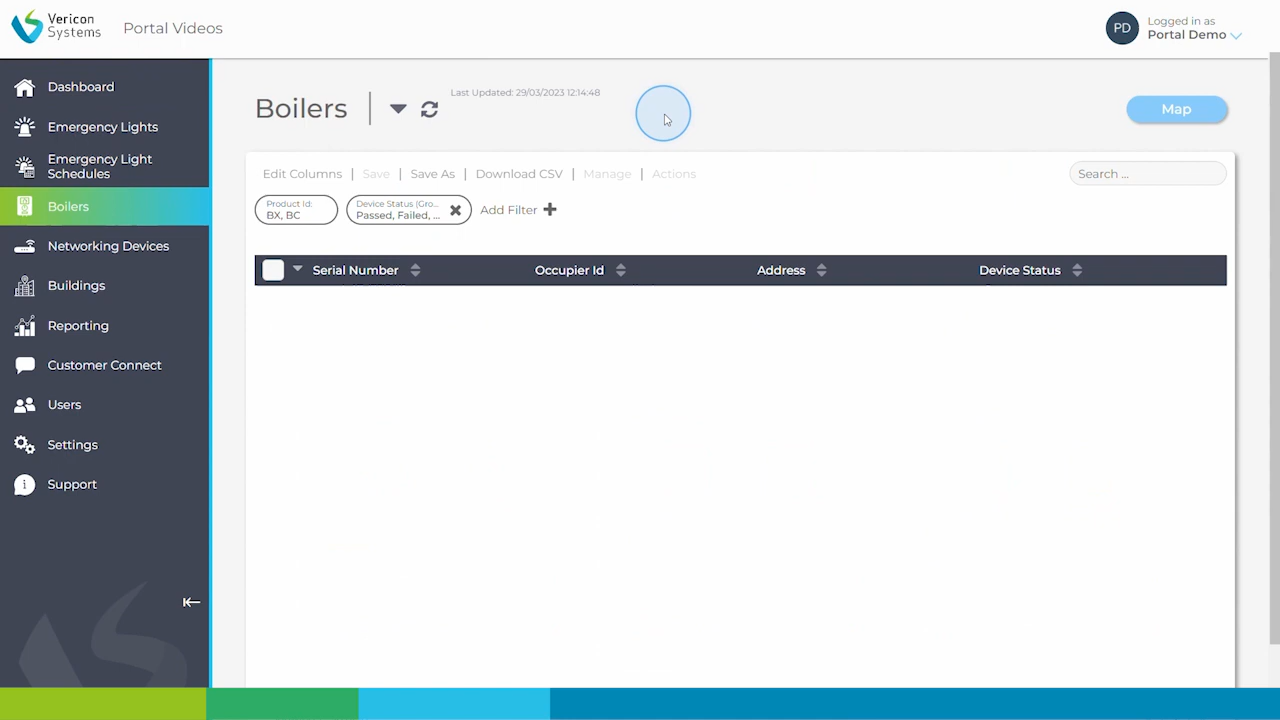 Vericon
Systems
Portal Videos
PD
Logged in as
Portal Demo
Dashboard
Emergency Lights
Emergency Light
Schedules
Boilers
Networking Devices
Buildings
Reporting
Customer Connect
Users
Settings
Support
Boilers
Last Updated: 29/03/2023 12:14:48
Map
Edit Columns | Save | Save As | Download CSV | Manage | Actions
Search ...
Product Id:
BX, BC
Device Status (Gro...
Passed, Failed, ...
Add Filter
Serial Number
Occupier Id
Address
Device Status